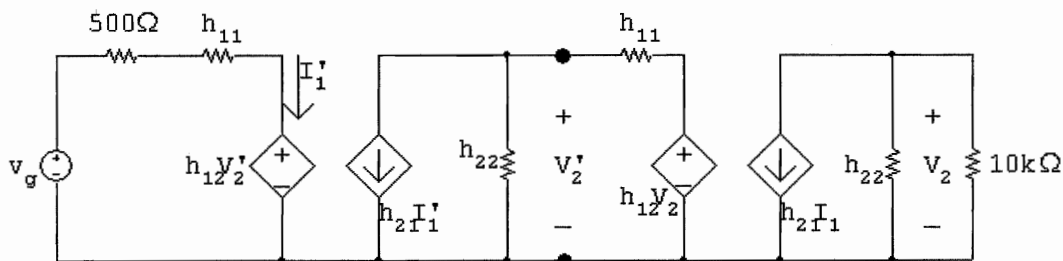 500Ω
h11
I1'
vg
h12V2'
h21I1'
h22
+
V2'
−
h11
h12V2
h21I1
h22
+
V2
−
10kΩ